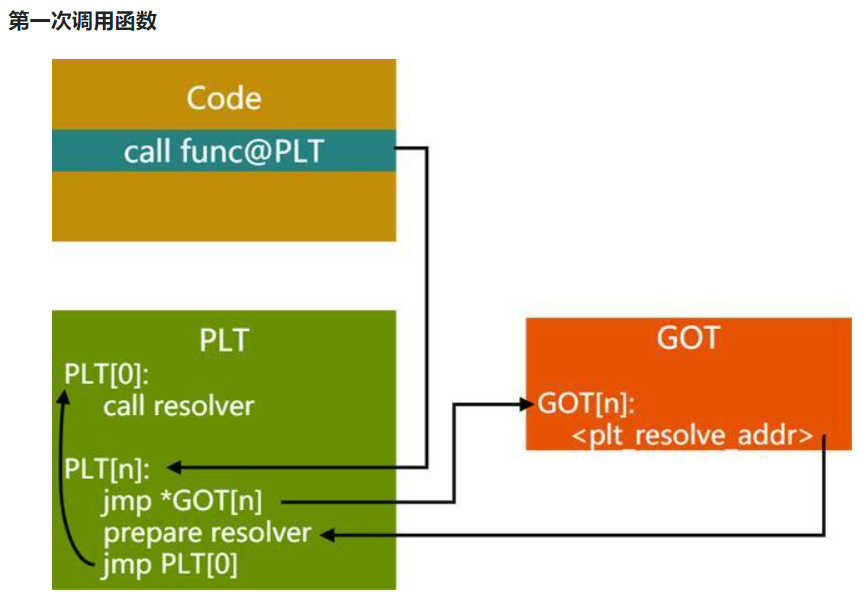 第一次调用函数
Code
call func@PLT
PLT
PLT[0]:
call resolver
PLT[n]:
jmp *GOT[n]
prepare resolver
jmp PLT[0]
GOT
GOT[n]:
<plt_resolve_addr>